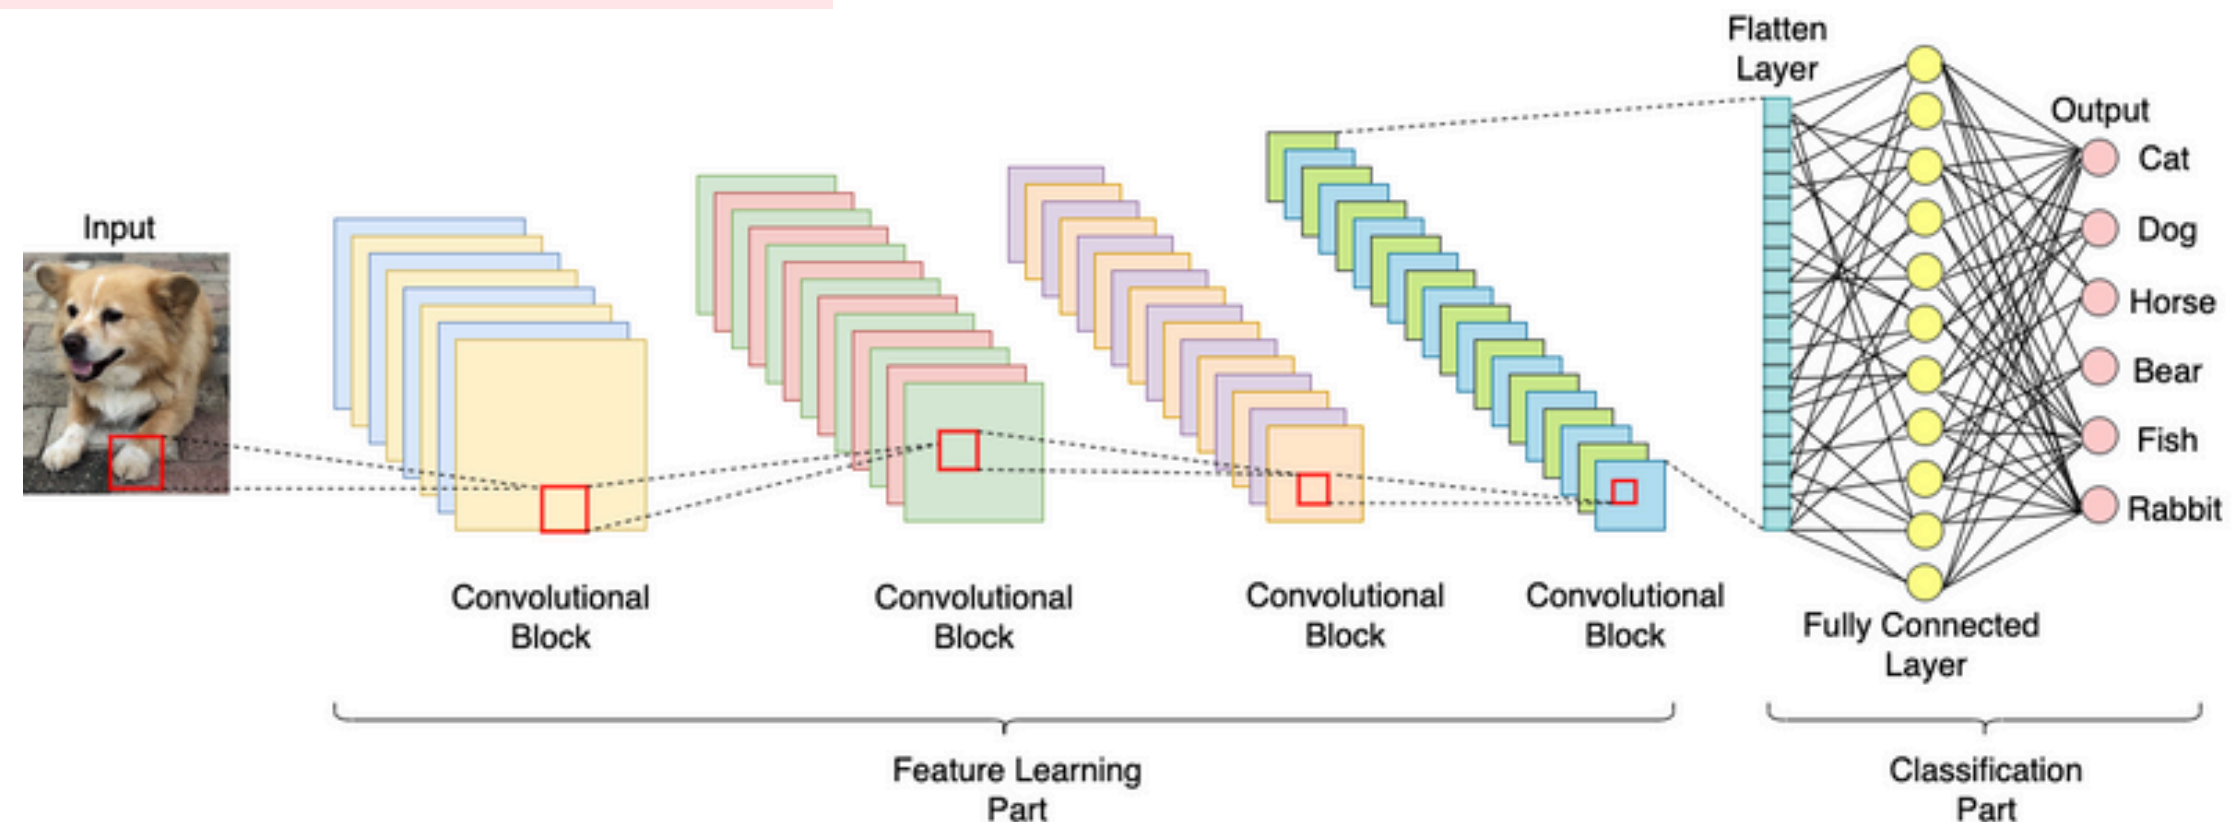 Input
Convolutional
Block
Convolutional
Block
Convolutional
Block
Convolutional
Block
Flatten
Layer
Fully Connected
Layer
Output
Cat
Dog
Horse
Bear
Fish
Rabbit
Feature Learning
Part
Classification
Part